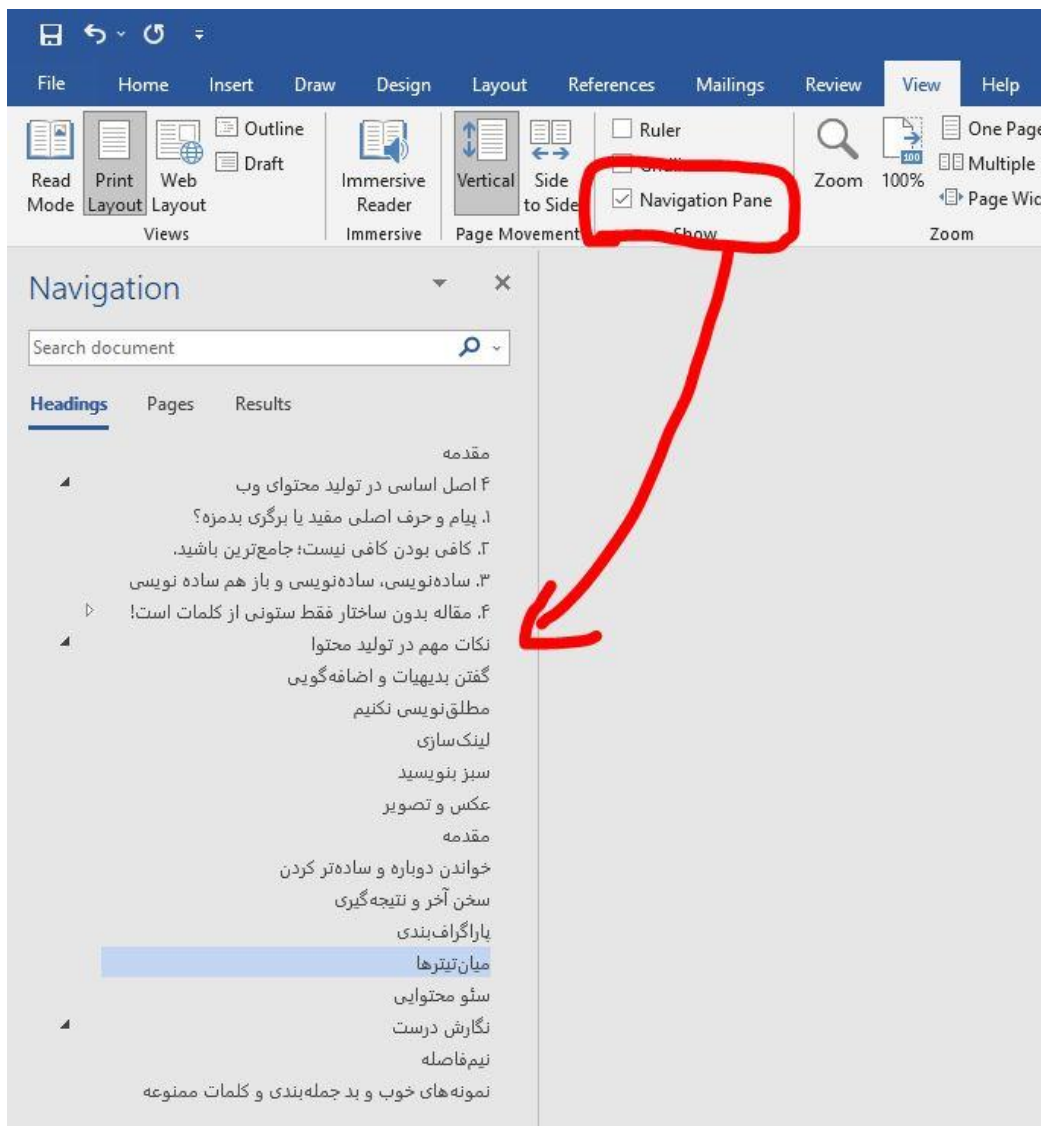 File Home Insert Draw Design Layout References Mailings Review View Help
Read Mode
Print Layout
Web Layout
Outline
Draft
Views
Immersive Reader
Immersive
Vertical
Side to Side
Page Movement
Ruler
Navigation Pane
Show
Zoom
100
100%
One Page
Multiple
Page Wid
Zoom
Navigation
Search document
Headings Pages Results
مقدمه
۴ اصل اساسی در تولید محتوای وب
۱. پیام و حرف اصلی مفید یا پرگری بدمزه؟
۲. کافی بودن کافی نیست؛ جامع‌ترین باشید.
۳. ساده‌نویسی، ساده‌نویسی و باز هم ساده نویسی
۴. مقاله بدون ساختار فقط ستونی از کلمات است!
نکات مهم در تولید محتوا
گفتن بدیهیات و اضافه‌گویی
مطلق‌نویسی نکنیم
لینک‌سازی
سبز بنویسید
عکس و تصویر
مقدمه
خواندن دوباره و ساده‌تر کردن
سخن آخر و نتیجه‌گیری
پاراگراف‌بندی
میان‌تیترها
سئو محتوایی
نگارش درست
نیم‌فاصله
نمونه‌های خوب و بد جمله‌بندی و کلمات ممنوعه